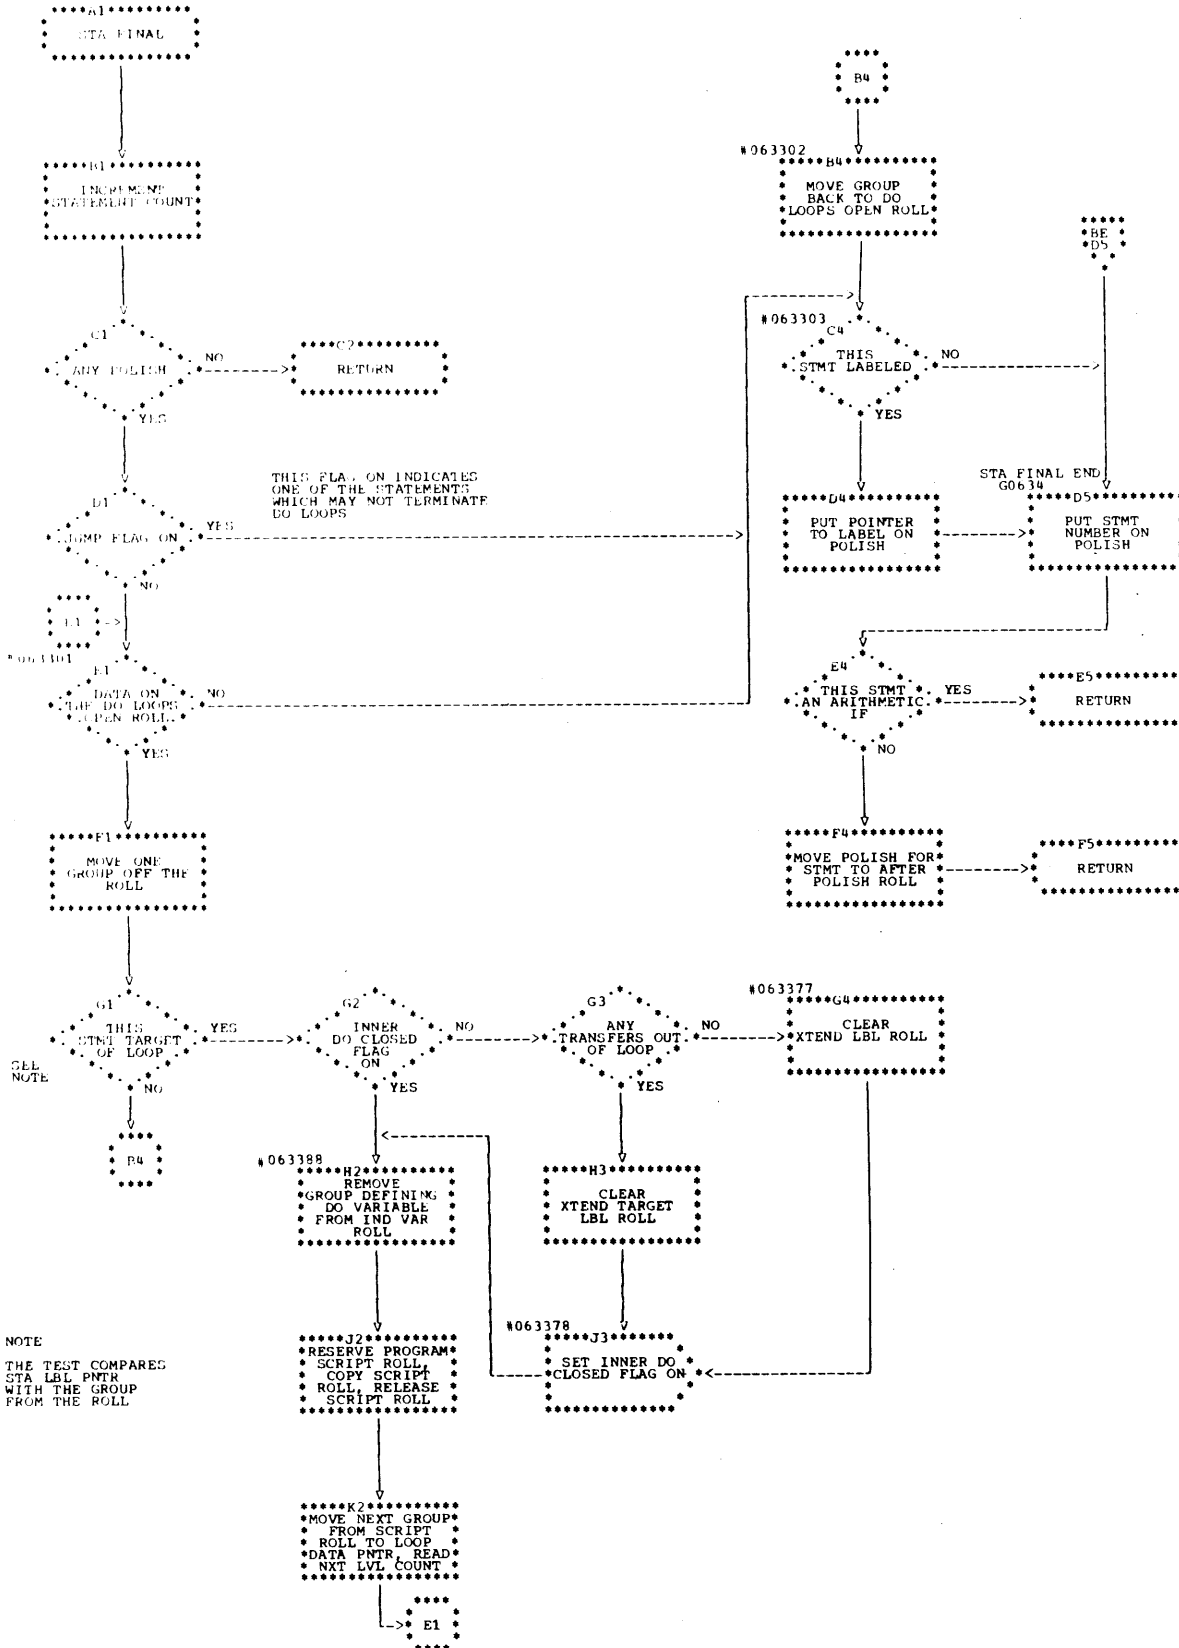 A1
STA FINAL
B1
INCREMENT
STATEMENT COUNT
C1
ANY POLISH
NO
YES
C2
RETURN
D1
JUMP FLAG ON
YES
NO
THIS FLAG ON INDICATES
ONE OF THE STATEMENTS
WHICH MAY NOT TERMINATE
DO LOOPS
E1
#063301
E1
DATA ON
THE DO LOOPS
OPEN ROLL
NO
YES
F1
MOVE ONE
GROUP OFF THE
ROLL
G1
THIS
STMT TARGET
OF LOOP
YES
NO
SEE
NOTE
B4
G2
INNER
DO CLOSED
FLAG
ON
NO
YES
G3
ANY
TRANSFERS OUT
OF LOOP
NO
YES
#063377
G4
CLEAR
XTEND LBL ROLL
#063388
H2
REMOVE
GROUP DEFINING
DO VARIABLE
FROM IND VAR
ROLL
H3
CLEAR
XTEND TARGET
LBL ROLL
J2
RESERVE PROGRAM
SCRIPT ROLL,
COPY SCRIPT
ROLL, RELEASE
SCRIPT ROLL
#063378
J3
SET INNER DO
CLOSED FLAG ON
K2
MOVE NEXT GROUP
FROM SCRIPT
ROLL TO LOOP
DATA PNTR, READ
NXT LVL COUNT
E1
NOTE
THE TEST COMPARES
STA LBL PNTR
WITH THE GROUP
FROM THE ROLL
B4
#063302
B4
MOVE GROUP
BACK TO DO
LOOPS OPEN ROLL
BE
D5
#063303
C4
THIS
STMT LABELED
NO
YES
D4
PUT POINTER
TO LABEL ON
POLISH
STA FINAL END
G0634
D5
PUT STMT
NUMBER ON
POLISH
E4
THIS STMT
AN ARITHMETIC
IF
YES
NO
E5
RETURN
F4
MOVE POLISH FOR
STMT TO AFTER
POLISH ROLL
F5
RETURN